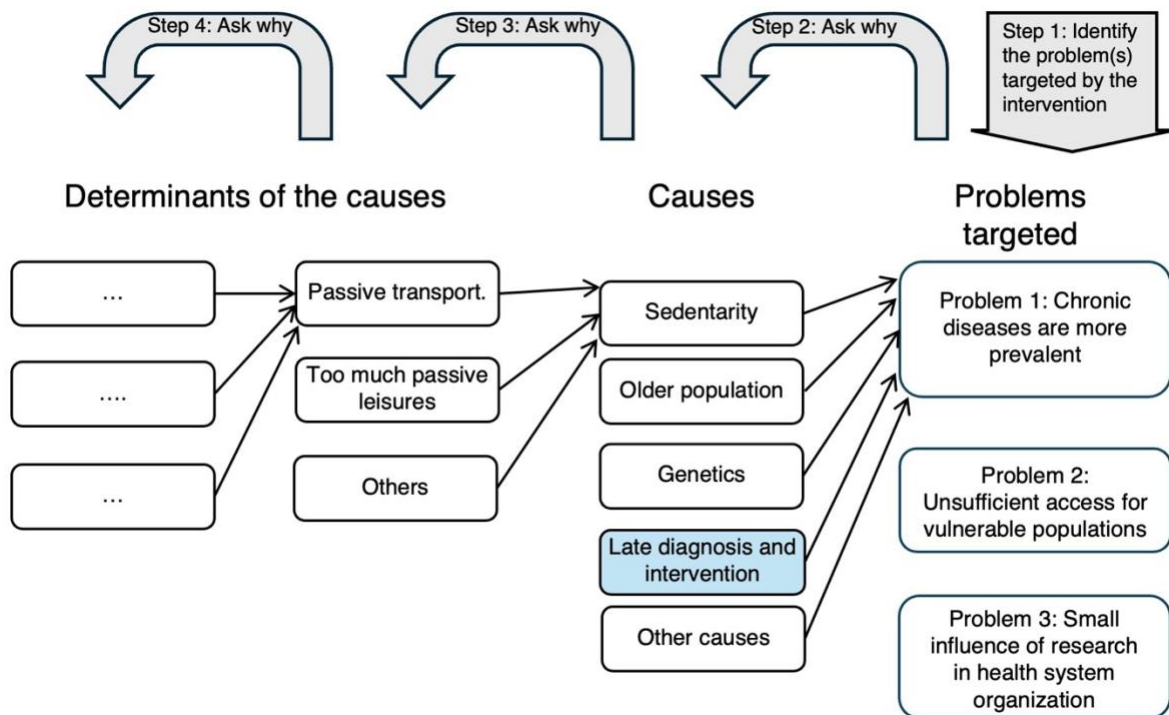 Step 4: Ask why
Step 3: Ask why
Step 2: Ask why
Step 1: Identify
the problem(s)
targeted by the
intervention
Determinants of the causes
Causes
Problems
targeted
...
....
...
Passive transport.
Too much passive
leisures
Others
Sedentarity
Older population
Genetics
Late diagnosis and
intervention
Other causes
Problem 1: Chronic
diseases are more
prevalent
Problem 2:
Unsufficient access for
vulnerable populations
Problem 3: Small
influence of research
in health system
organization